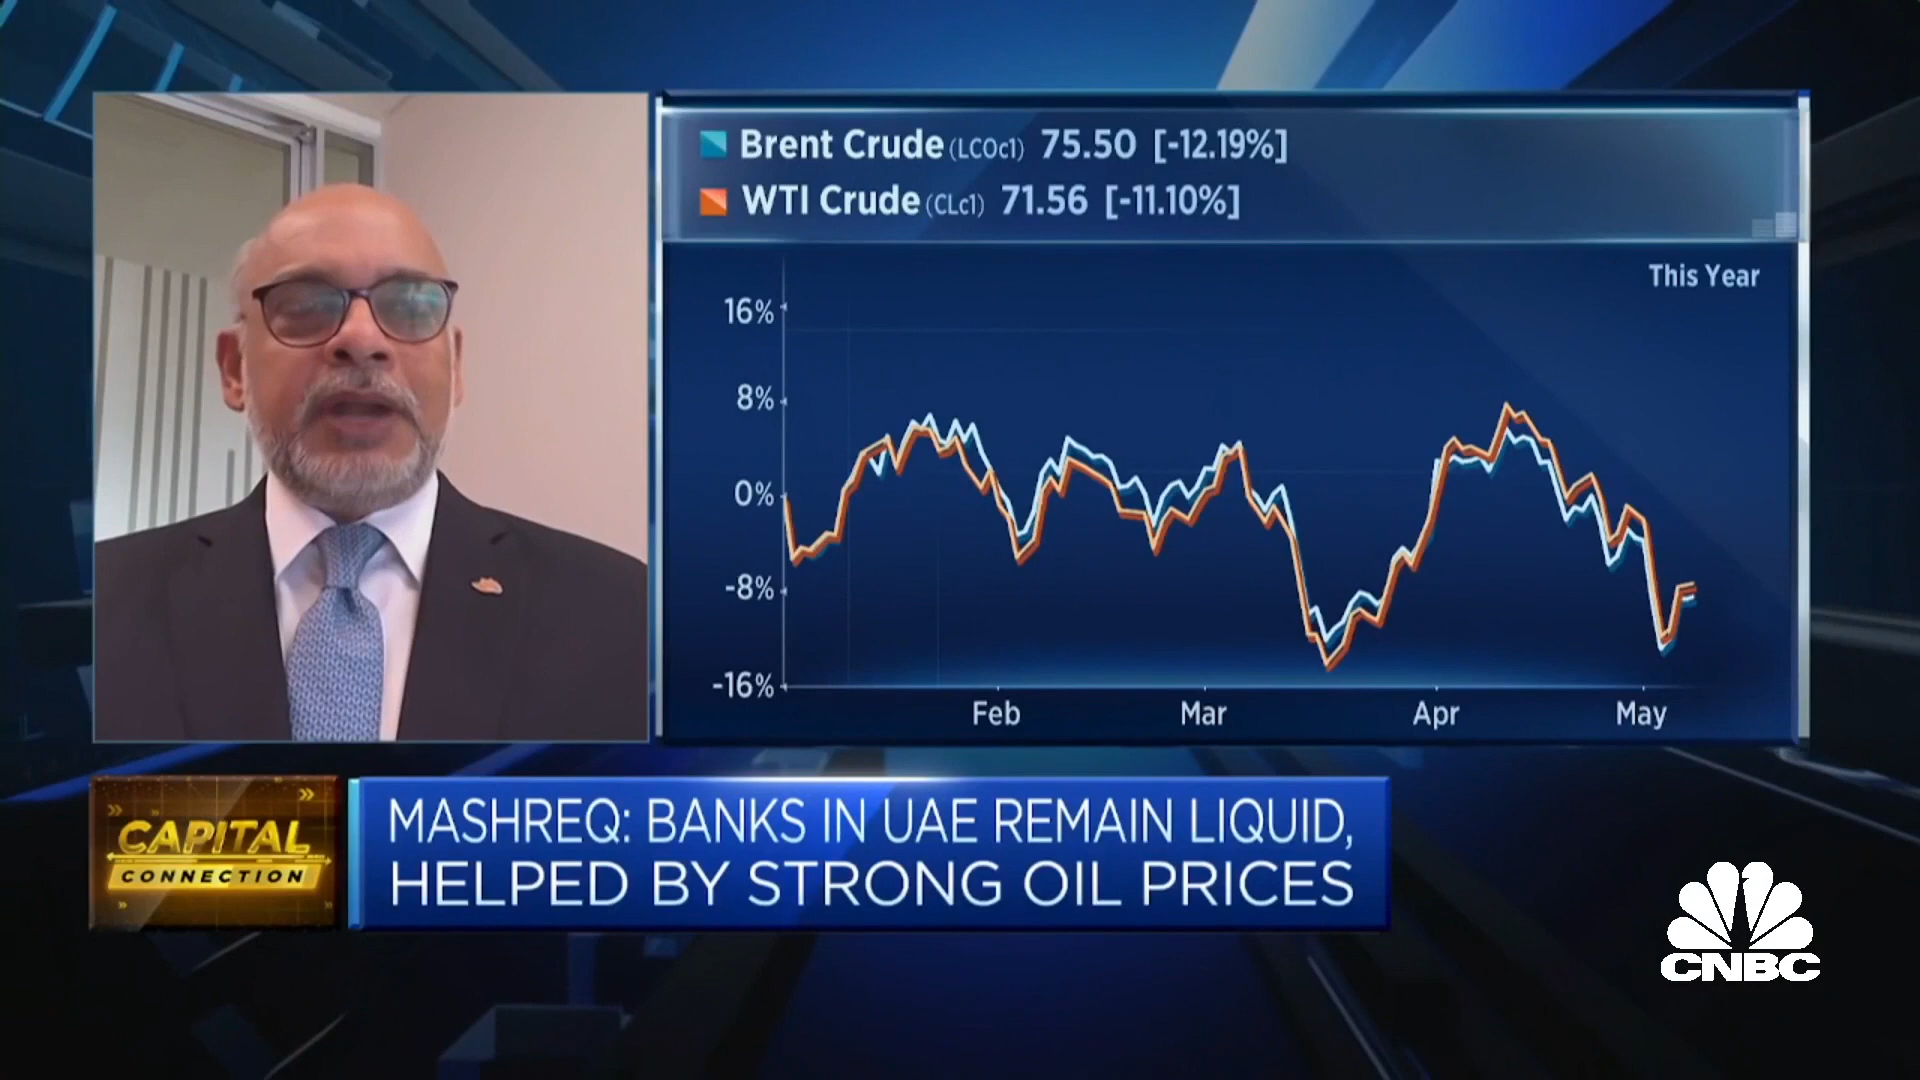 Brent Crude (LCOc1) 75.50 [-12.19%]
WTI Crude (CLc1) 71.56 [-11.10%]
This Year
16%
8%
0%
-8%
-16%
Feb Mar Apr May
CAPITAL
CONNECTION
MASHREQ: BANKS IN UAE REMAIN LIQUID,
HELPED BY STRONG OIL PRICES
CNBC